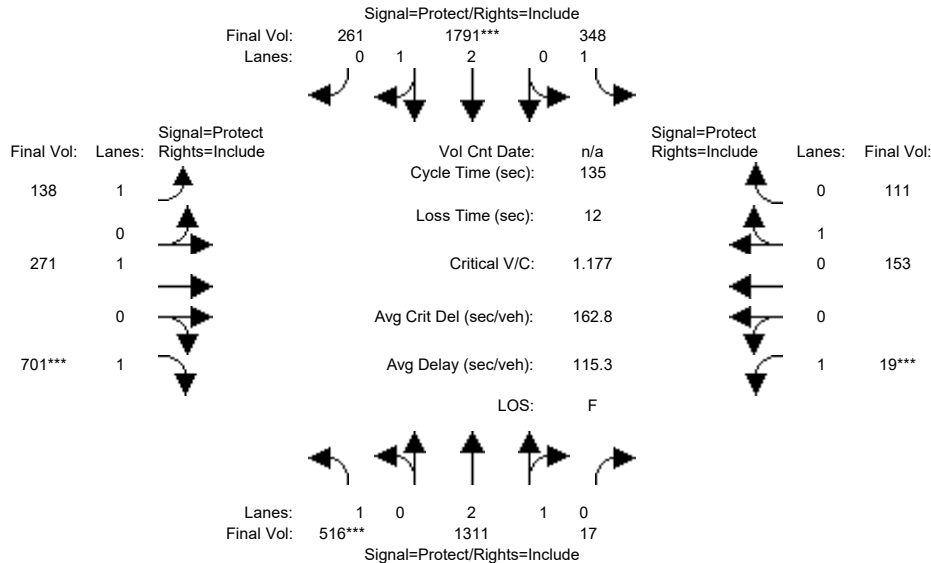 Signal=Protect/Rights=Include
Final Vol: 261 1791*** 348
Lanes: 0 1 2 0 1
Signal=Protect Signal=Protect
Final Vol: Lanes: Rights=Include Vol Cnt Date: n/a Rights=Include Lanes: Final Vol:
Cycle Time (sec): 135
138 1 0 111
Loss Time (sec): 12
0 1
271 1 Critical V/C: 1.177 0 153
0 Avg Crit Del (sec/veh): 162.8 0
701*** 1 Avg Delay (sec/veh): 115.3 1 19***
LOS: F
Lanes: 1 0 2 1 0
Final Vol: 516*** 1311 17
Signal=Protect/Rights=Include